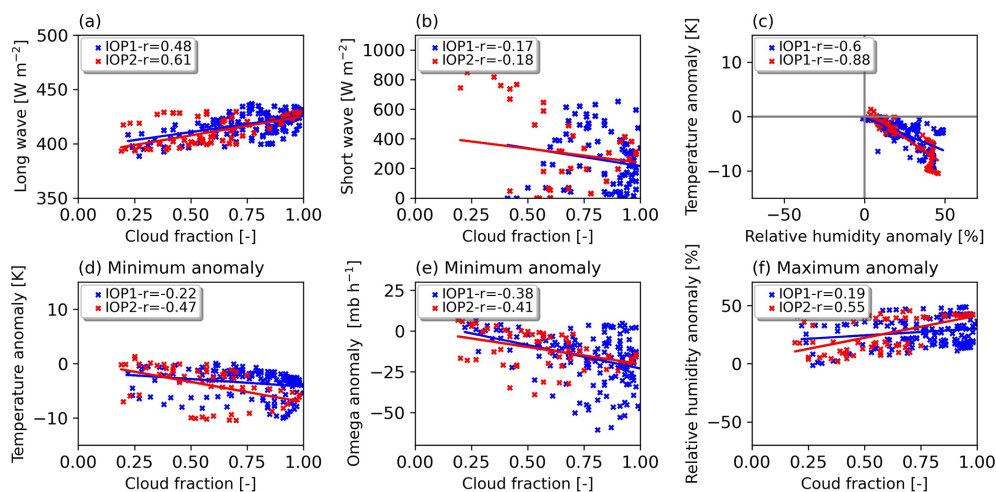 (a)
IOP1-r=0.48
IOP2-r=0.61
Long wave [W m−2]
500
450
400
350
0.00 0.25 0.50 0.75 1.00
Cloud fraction [-]
(b)
IOP1-r=-0.17
IOP2-r=-0.18
Short wave [W m−2]
1000
800
600
400
200
0
0.00 0.25 0.50 0.75 1.00
Cloud fraction [-]
(c)
IOP1-r=-0.6
IOP1-r=-0.88
Temperature anomaly [K]
10
0
−10
−50 0 50
Relative humidity anomaly [%]
(d) Minimum anomaly
IOP1-r=-0.22
IOP2-r=-0.47
Temperature anomaly [K]
10
0
−10
0.00 0.25 0.50 0.75 1.00
Cloud fraction [-]
(e) Minimum anomaly
IOP1-r=-0.38
IOP2-r=-0.41
Omega anomaly [mb h−1]
25
0
−25
−50
0.00 0.25 0.50 0.75 1.00
Cloud fraction [-]
(f) Maximum anomaly
IOP1-r=0.19
IOP2-r=0.55
Relative humidity anomaly [%]
50
0
−50
0.00 0.25 0.50 0.75 1.00
Coud fraction [-]